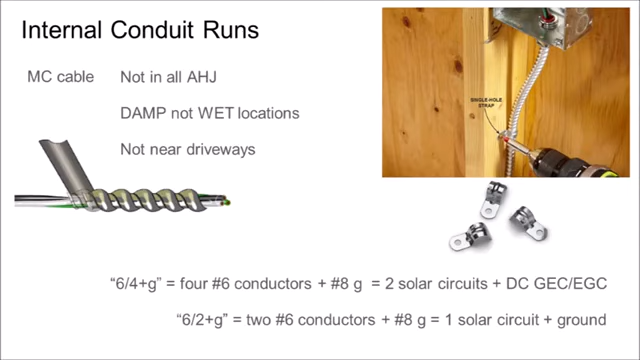 Internal Conduit Runs
MC cable
Not in all AHJ
DAMP not WET locations
Not near driveways
SINGLE-HOLE
STRAP
"6/4+g" = four #6 conductors + #8 g = 2 solar circuits + DC GEC/EGC
"6/2+g" = two #6 conductors + #8 g = 1 solar circuit + ground